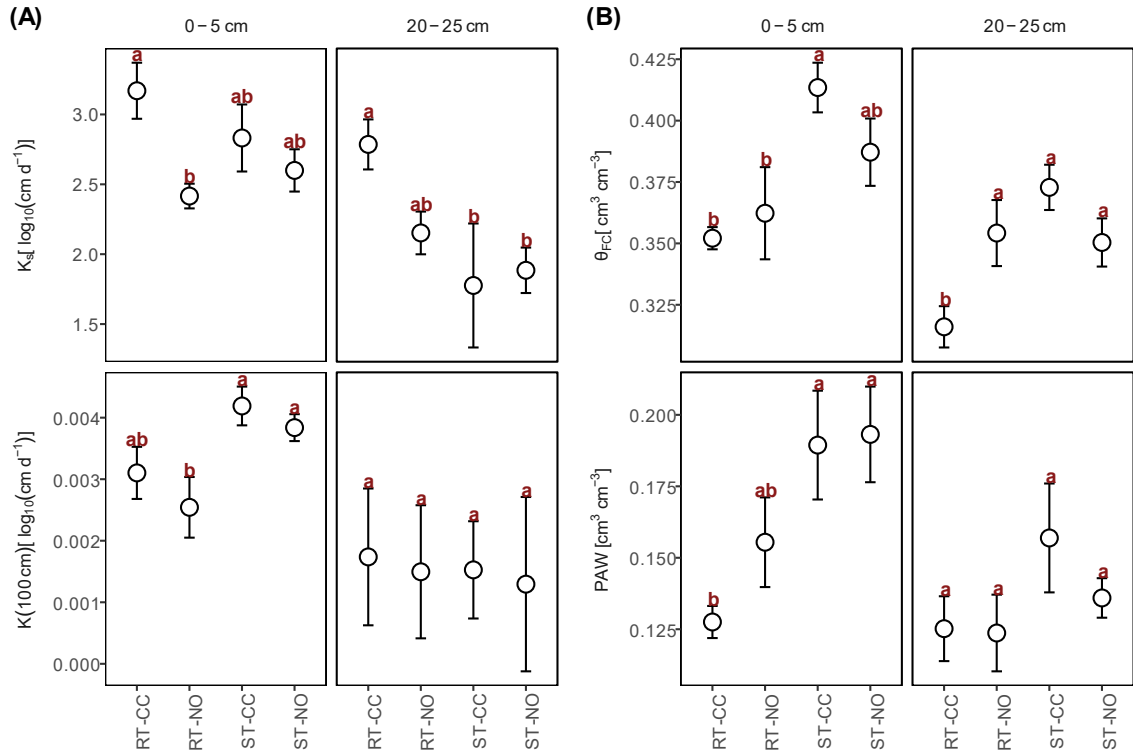 (A)
0 – 5 cm
20 – 25 cm
Kₛ[ log₁₀(cm d⁻¹)]
3.0
2.5
2.0
1.5
a
b
ab
ab
a
ab
b
b
K(100 cm)[ log₁₀(cm d⁻¹)]
0.004
0.003
0.002
0.001
0.000
ab
b
a
a
a
a
a
a
RT-CC
RT-NO
ST-CC
ST-NO
RT-CC
RT-NO
ST-CC
ST-NO
(B)
0 – 5 cm
20 – 25 cm
θFC[ cm³ cm⁻³]
0.425
0.400
0.375
0.350
0.325
b
b
a
ab
b
a
a
a
PAW [cm³ cm⁻³]
0.200
0.175
0.150
0.125
b
ab
a
a
a
a
a
a
RT-CC
RT-NO
ST-CC
ST-NO
RT-CC
RT-NO
ST-CC
ST-NO